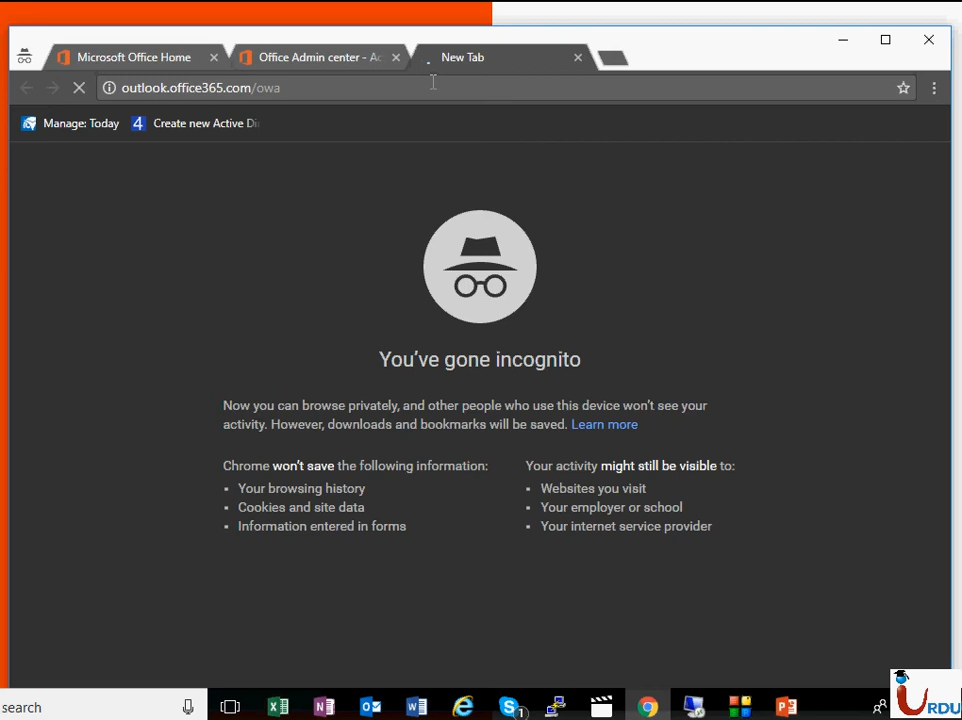 Microsoft Office Home
Office Admin center - Ac
New Tab
outlook.office365.com/owa
Manage: Today
4
Create new Active Di
You've gone incognito
Now you can browse privately, and other people who use this device won't see your
activity. However, downloads and bookmarks will be saved. Learn more
Chrome won't save the following information:
Your browsing history
Cookies and site data
Information entered in forms
Your activity might still be visible to:
Websites you visit
Your employer or school
Your internet service provider
search
1
URDU